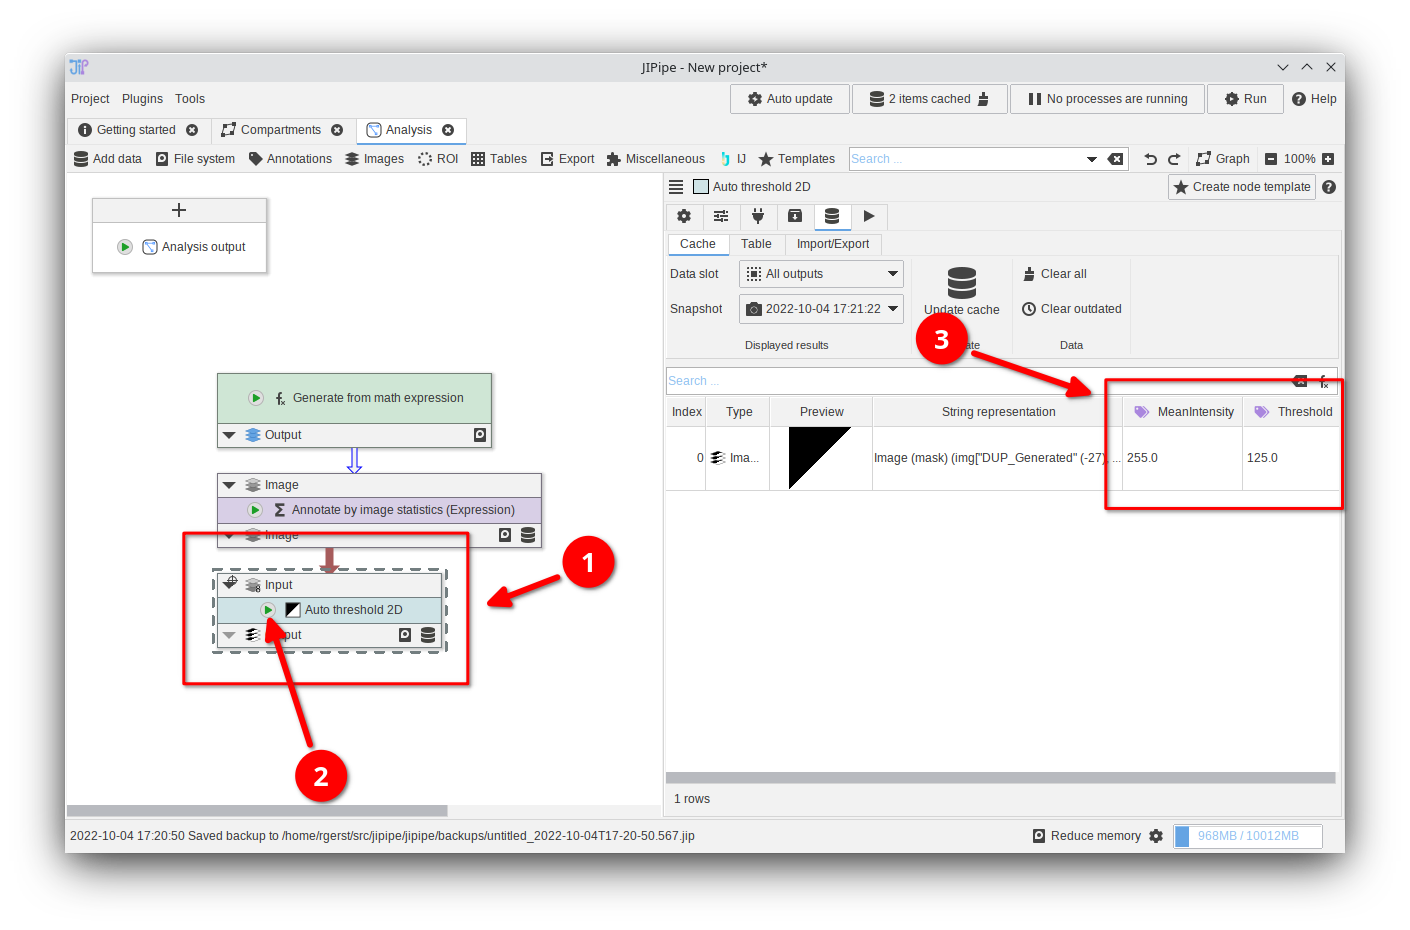 JIPipe - New project*
Project Plugins Tools
Auto update
2 items cached
No processes are running
Run
Help
Getting started
Compartments
Analysis
Add data
File system
Annotations
Images
ROI
Tables
Export
Miscellaneous
IJ
Templates
Search ...
Graph
100%
Analysis output
Generate from math expression
Output
Image
Annotate by image statistics (Expression)
Image
Input
Auto threshold 2D
1
2
Auto threshold 2D
Create node template
Cache
Table
Import/Export
Data slot
All outputs
Snapshot
2022-10-04 17:21:22
Displayed results
Update cache
Clear all
Clear outdated
Data
3
Search ...
Index Type Preview String representation MeanIntensity Threshold
0 Ima... Image (mask) (img["DUP_Generated" (-27), ... 255.0 125.0
1 rows
2022-10-04 17:20:50 Saved backup to /home/rgerst/src/jipipe/jipipe/backups/untitled_2022-10-04T17-20-50.567.jip
Reduce memory
968MB / 10012MB